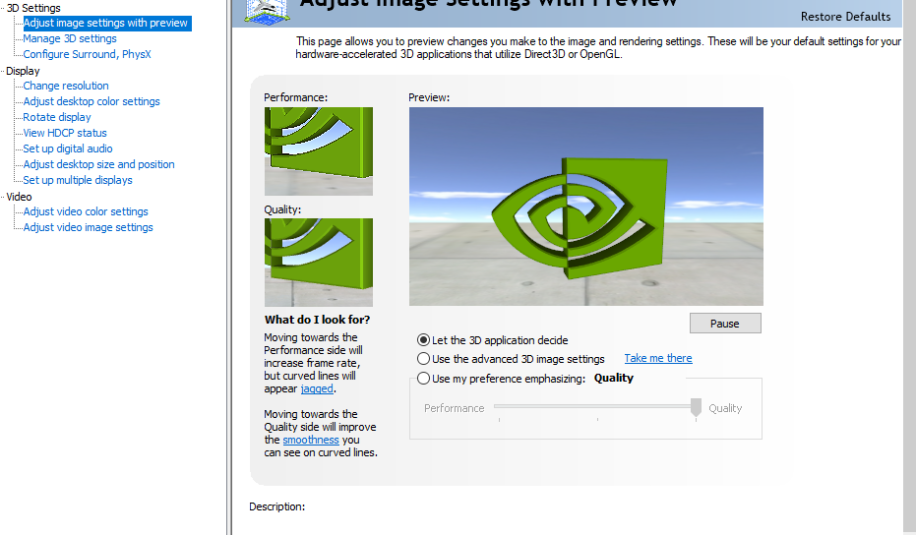 3D Settings
Adjust image settings with preview
Manage 3D settings
Configure Surround, PhysX
Display
Change resolution
Adjust desktop color settings
Rotate display
View HDCP status
Set up digital audio
Adjust desktop size and position
Set up multiple displays
Video
Adjust video color settings
Adjust video image settings
Adjust Image Settings with Preview
Restore Defaults
This page allows you to preview changes you make to the image and rendering settings. These will be your default settings for your
hardware-accelerated 3D applications that utilize Direct3D or OpenGL.
Performance:
Quality:
What do I look for?
Moving towards the
Performance side will
increase frame rate,
but curved lines will
appear jagged.
Moving towards the
Quality side will improve
the smoothness you
can see on curved lines.
Preview:
Pause
Let the 3D application decide
Use the advanced 3D image settings Take me there
Use my preference emphasizing: Quality
Performance Quality
Description: